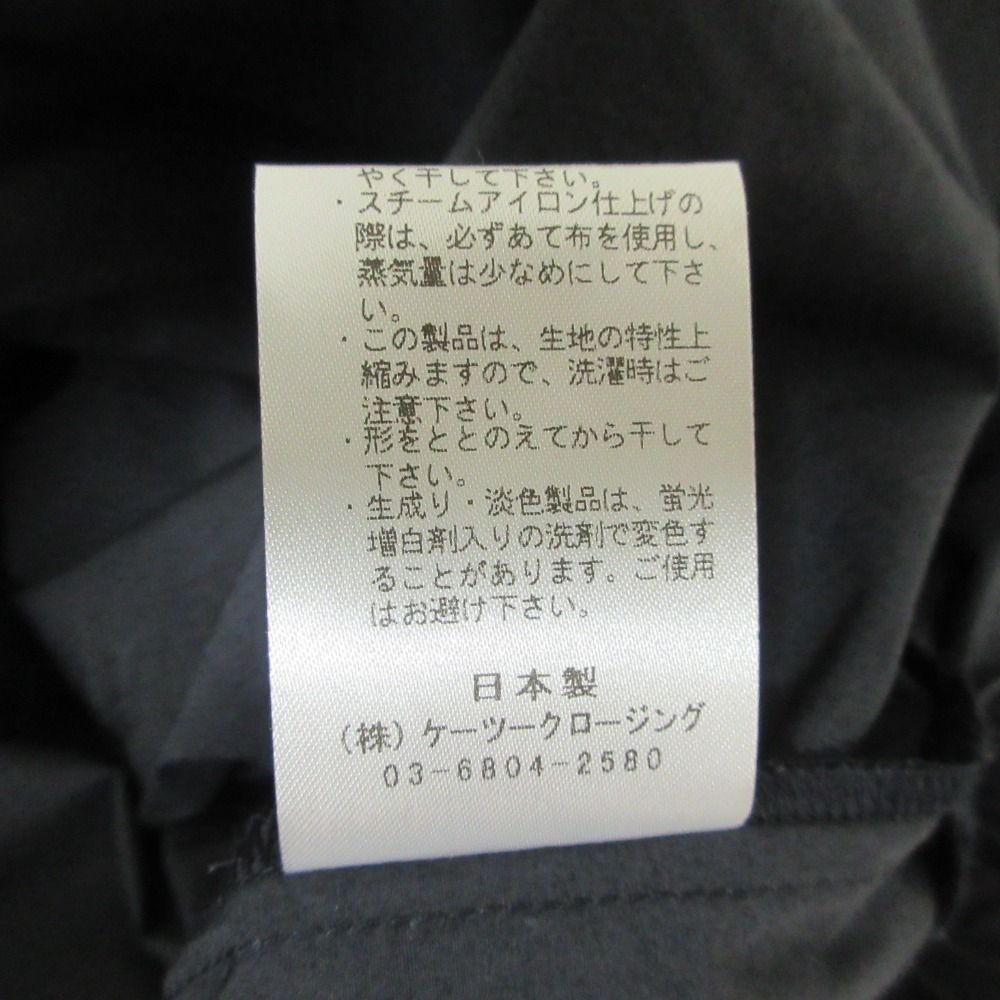 やく干して下さい。
・スチームアイロン仕上げの
際は、必ずあて布を使用し、
蒸気量は少なめにして下さ
い。
・この製品は、生地の特性上
縮みますので、洗濯時はご
注意下さい。
・形をととのえてから干して
下さい。
・生成り・淡色製品は、蛍光
増白剤入りの洗剤で変色す
ることがあります。ご使用
はお避け下さい。
日本製
(株)ケーツークロージング
03-6804-2580